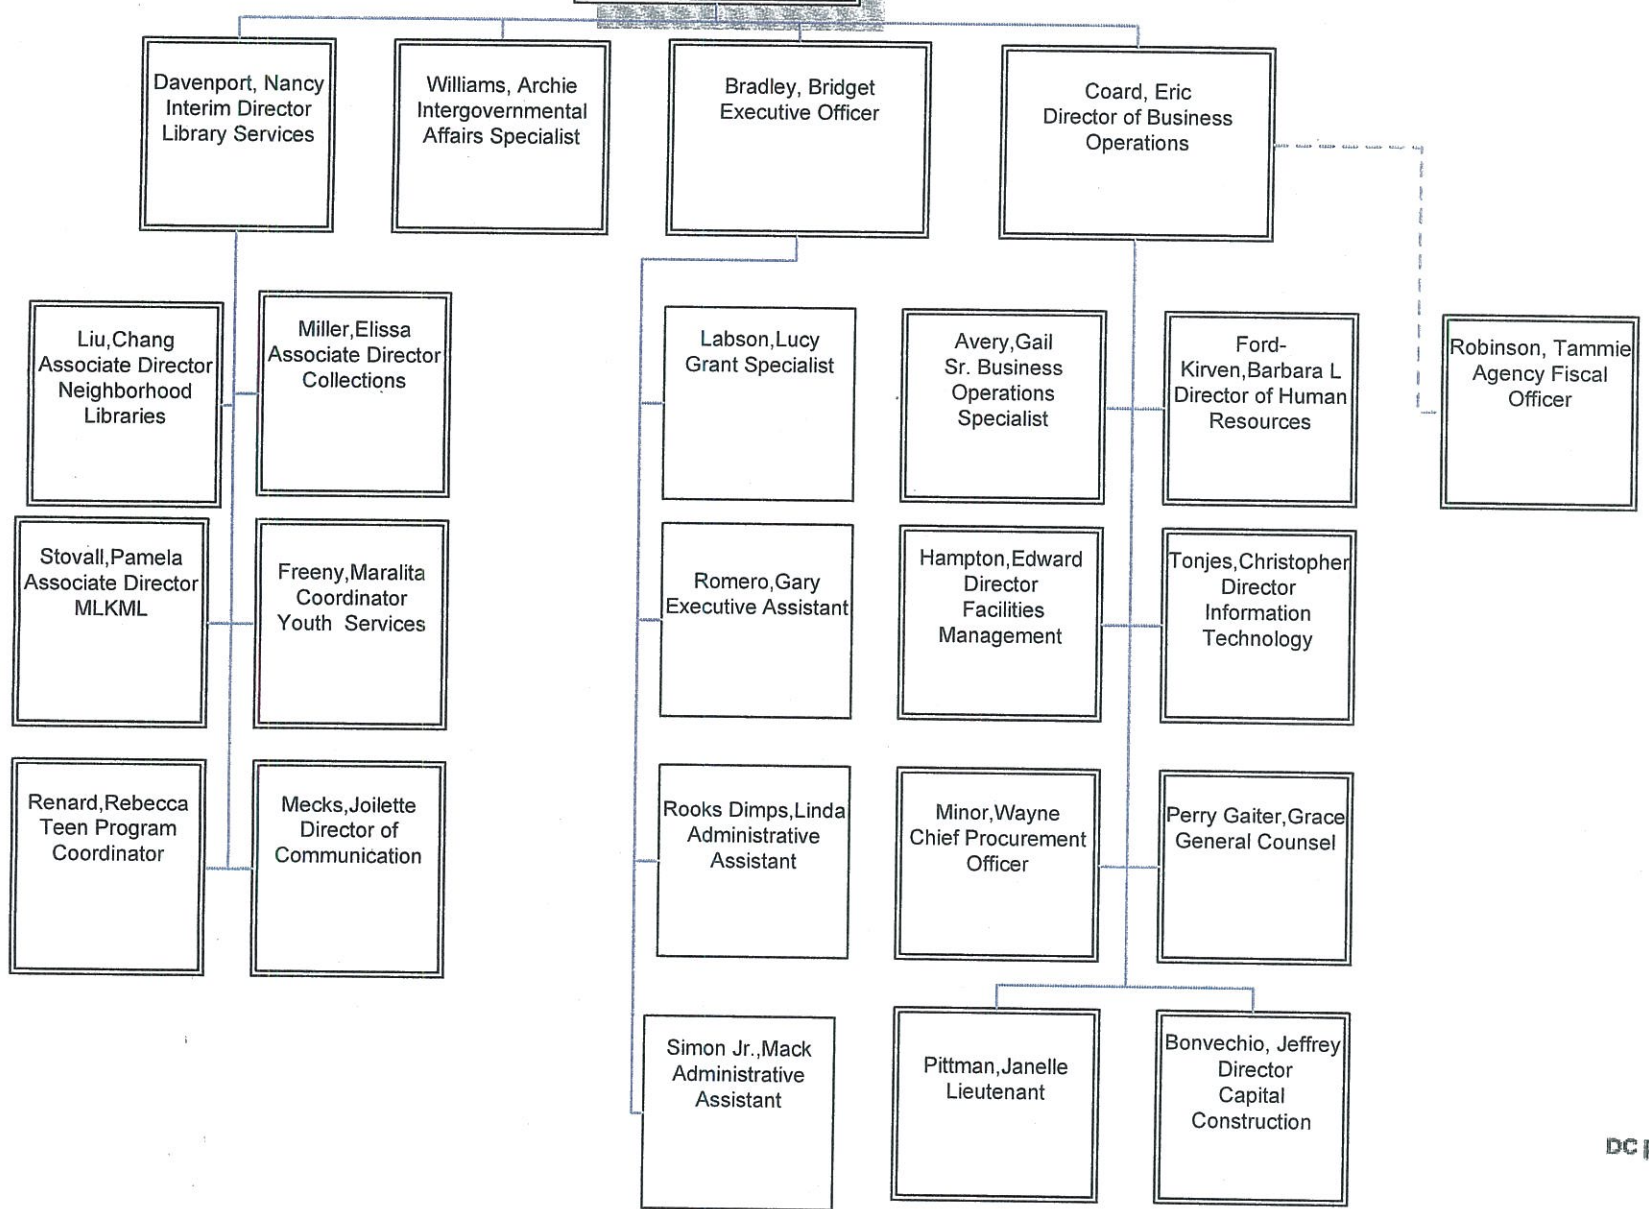 Davenport, Nancy
Interim Director
Library Services
Williams, Archie
Intergovernmental
Affairs Specialist
Bradley, Bridget
Executive Officer
Coard, Eric
Director of Business
Operations
Liu,Chang
Associate Director
Neighborhood
Libraries
Miller,Elissa
Associate Director
Collections
Labson,Lucy
Grant Specialist
Avery,Gail
Sr. Business
Operations
Specialist
Ford-
Kirven,Barbara L
Director of Human
Resources
Robinson, Tammie
Agency Fiscal
Officer
Stovall,Pamela
Associate Director
MLKML
Freeny,Maralita
Coordinator
Youth Services
Romero,Gary
Executive Assistant
Hampton,Edward
Director
Facilities
Management
Tonjes,Christopher
Director
Information
Technology
Renard,Rebecca
Teen Program
Coordinator
Mecks,Joilette
Director of
Communication
Rooks Dimps,Linda
Administrative
Assistant
Minor,Wayne
Chief Procurement
Officer
Perry Gaiter,Grace
General Counsel
Simon Jr.,Mack
Administrative
Assistant
Pittman,Janelle
Lieutenant
Bonvechio, Jeffrey
Director
Capital
Construction
DC